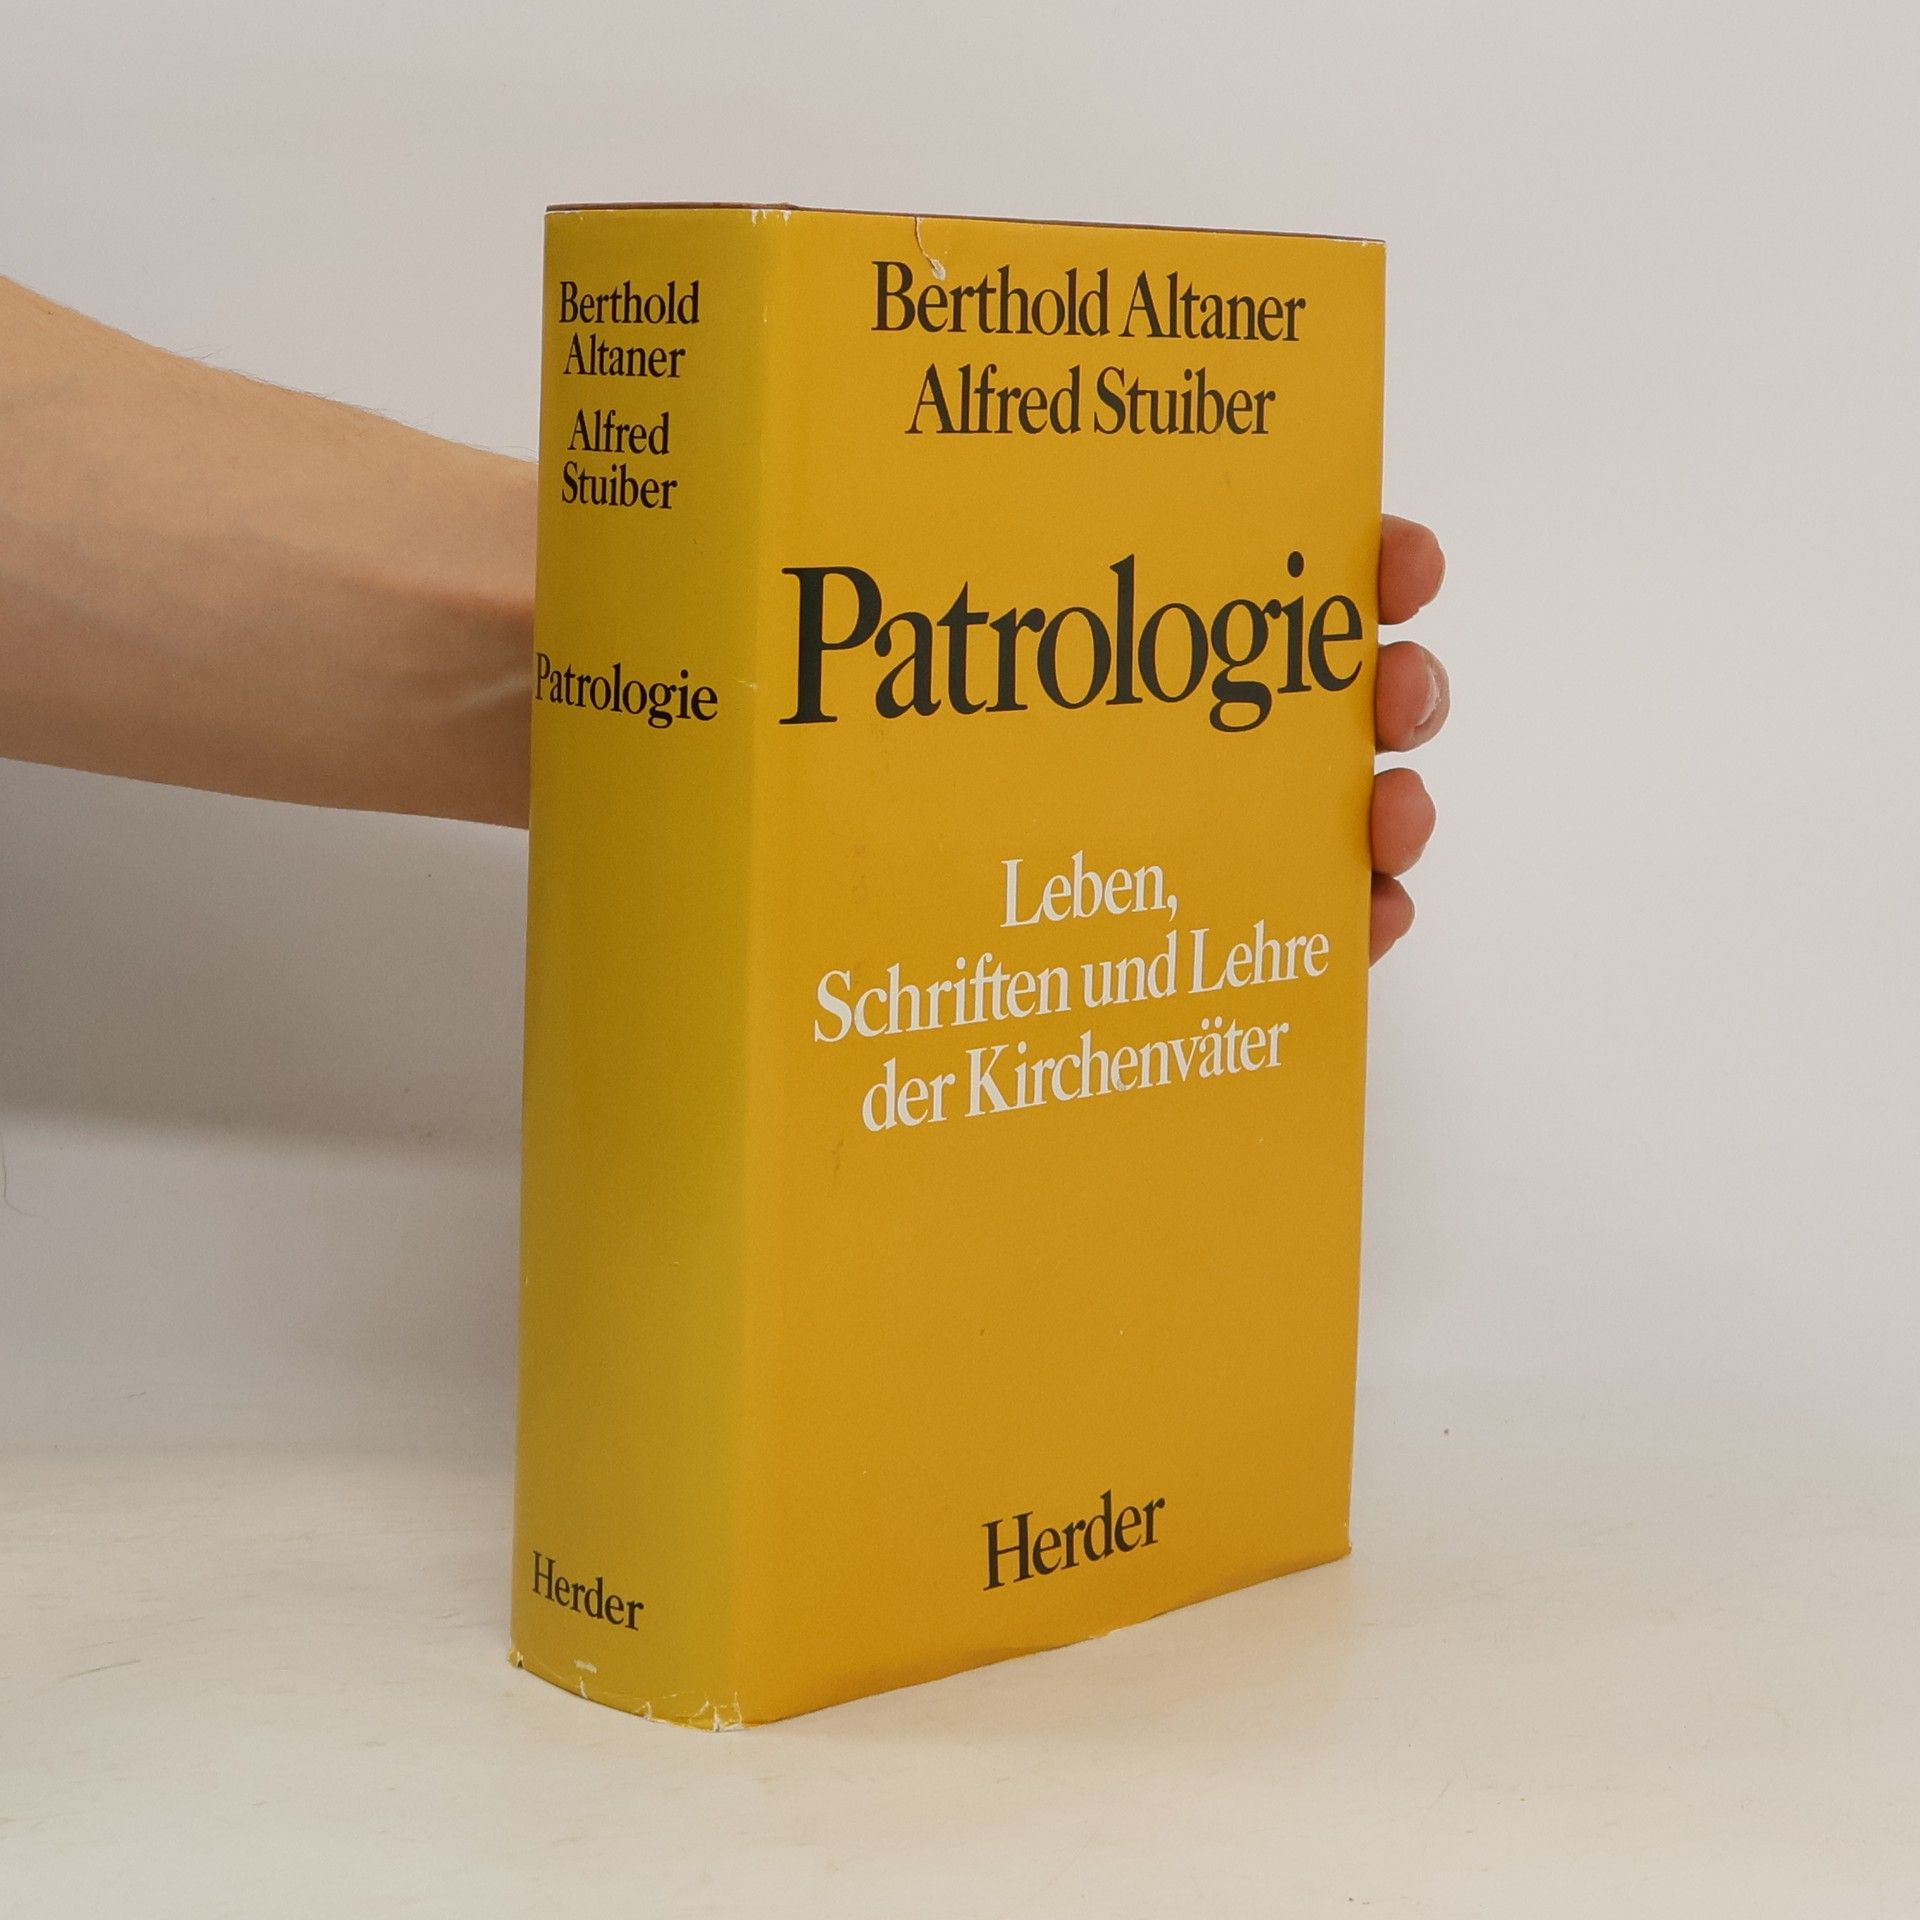 Berthold
Altaner
Alfred
Stuiber
Patrologie
Herder
Berthold Altaner
Alfred Stuiber
Patrologie
Leben,
Schriften und Lehre
der Kirchenväter
Herder